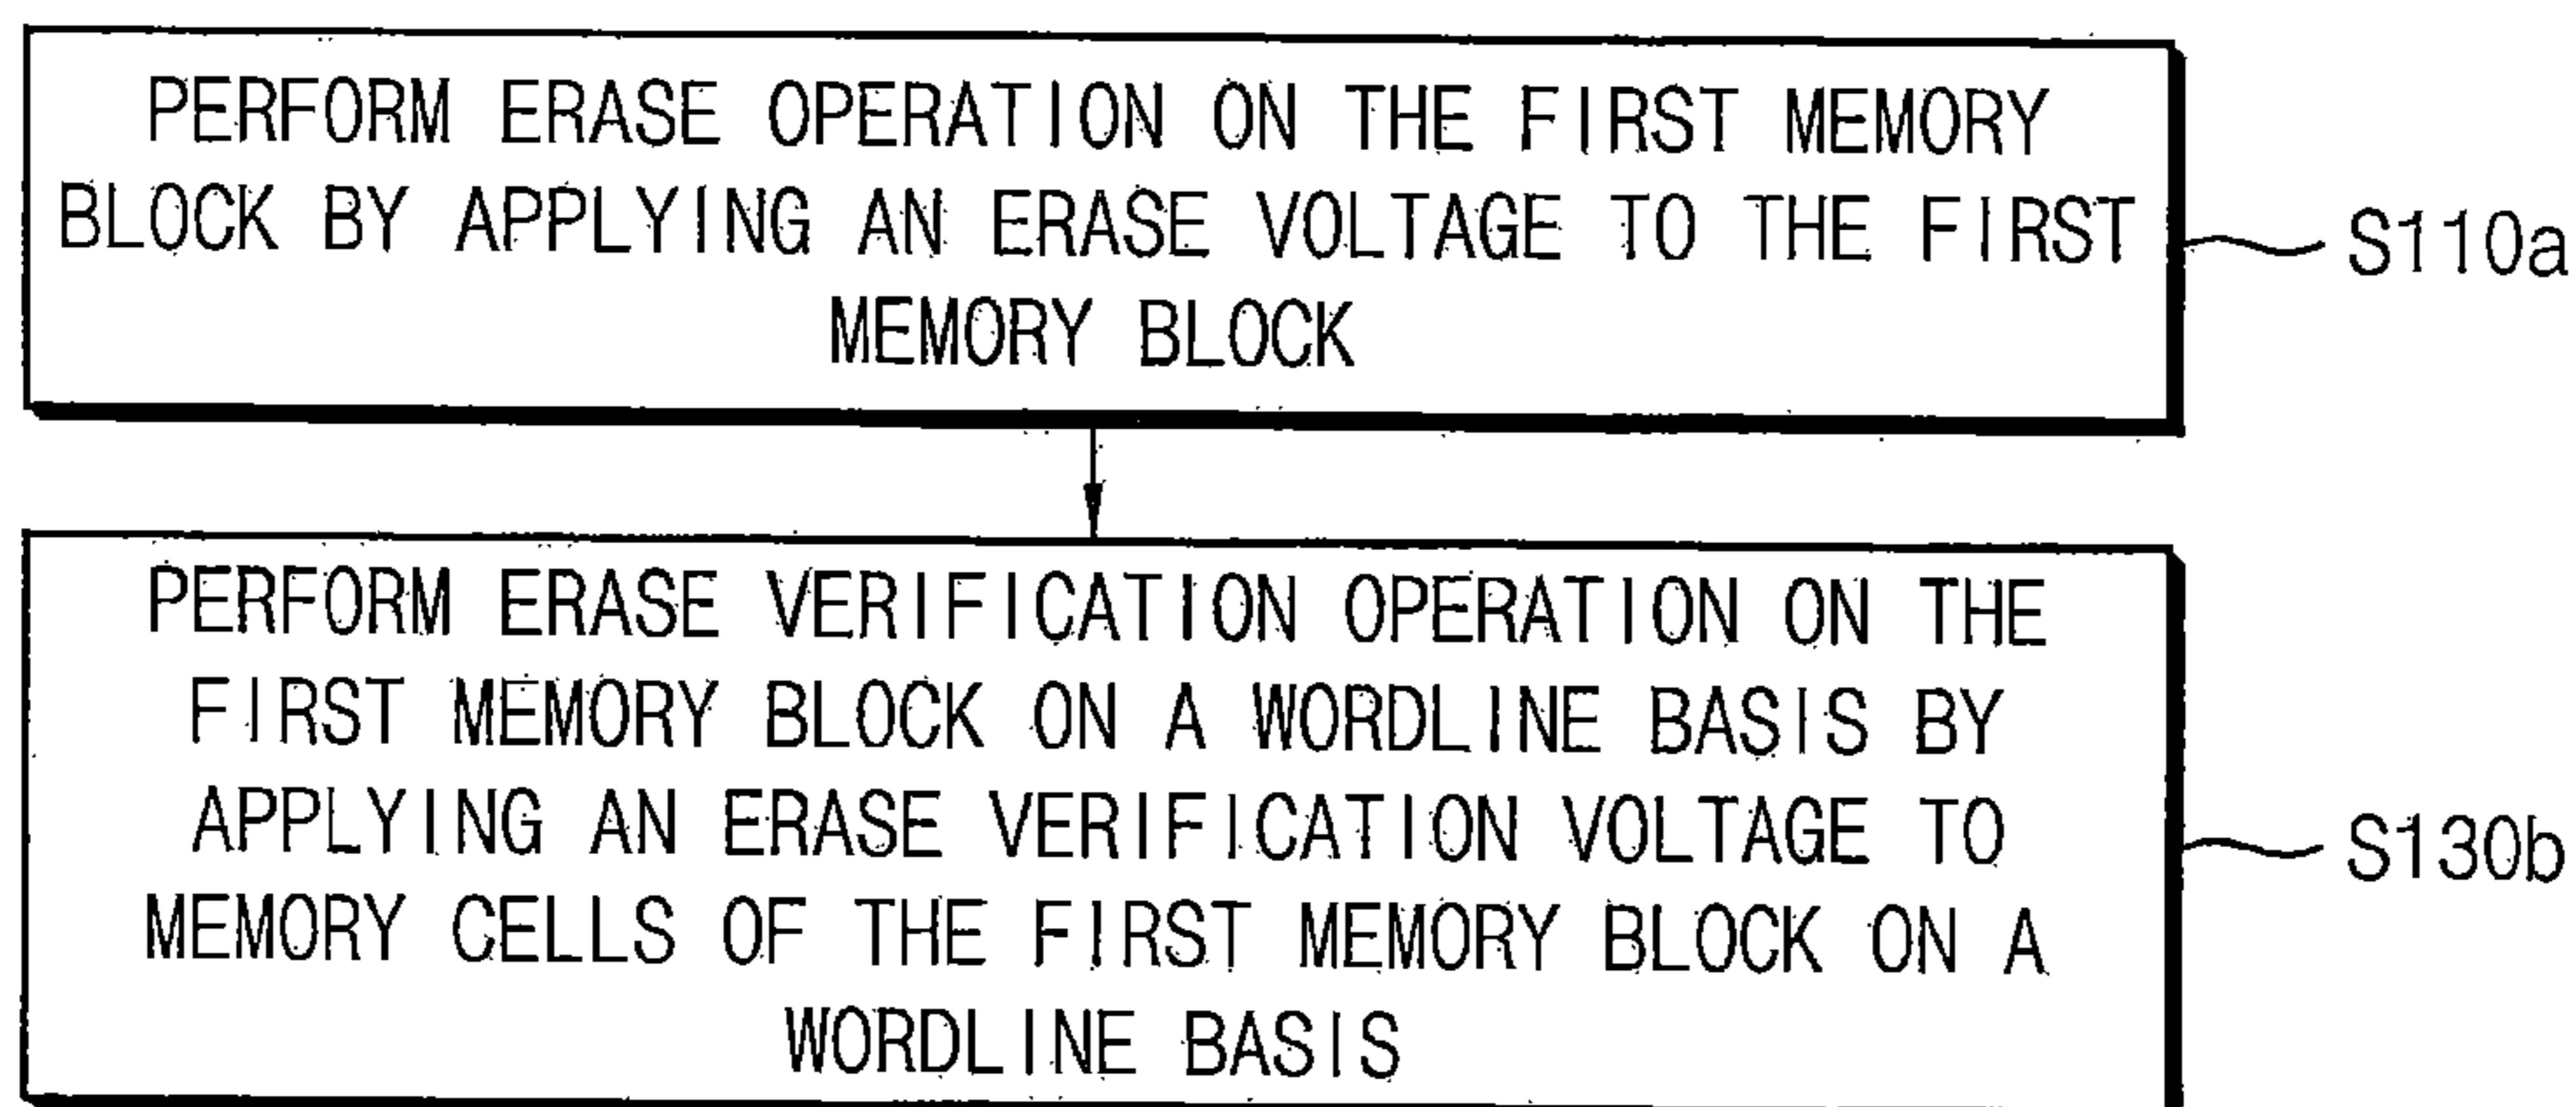 PERFORM ERASE OPERATION ON THE FIRST MEMORY
BLOCK BY APPLYING AN ERASE VOLTAGE TO THE FIRST
MEMORY BLOCK
S110a
PERFORM ERASE VERIFICATION OPERATION ON THE
FIRST MEMORY BLOCK ON A WORDLINE BASIS BY
APPLYING AN ERASE VERIFICATION VOLTAGE TO
MEMORY CELLS OF THE FIRST MEMORY BLOCK ON A
WORDLINE BASIS
S130b